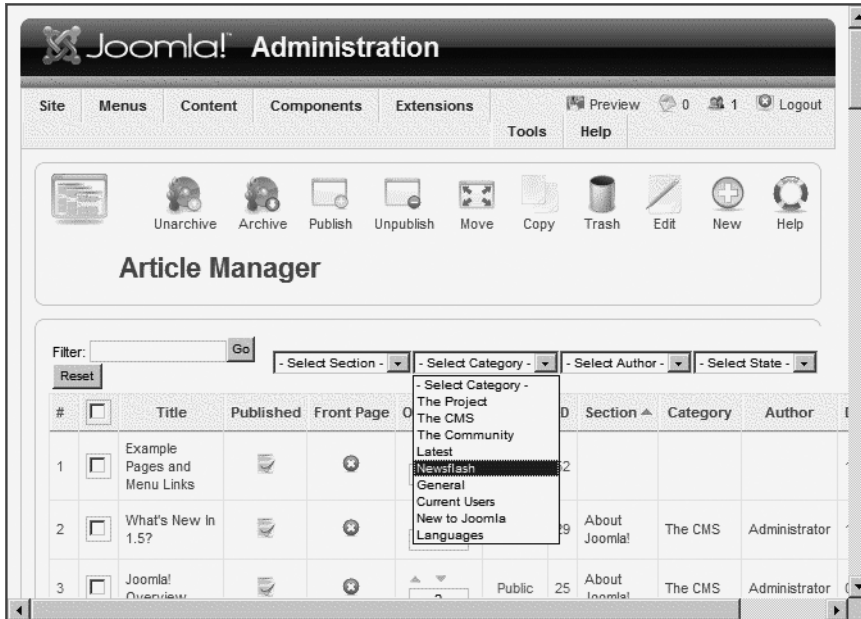 Joomla! Administration
Site Menus Content Components Extensions Preview 0 1 Logout
Tools Help
Unarchive Archive Publish Unpublish Move Copy Trash Edit New Help
Article Manager
Filter: Go
- Select Section - - Select Category - - Select Author - - Select State -
Reset
- Select Category -
The Project
The CMS
The Community
Latest
Newsflash
General
Current Users
New to Joomla
Languages
# Title Published Front Page O D Section Category Author
1 Example Pages and Menu Links 52
2 What's New In 1.5? 29 About Joomla! The CMS Administrator
3 Joomla! Overview Public 25 About Joomla! The CMS Administrator